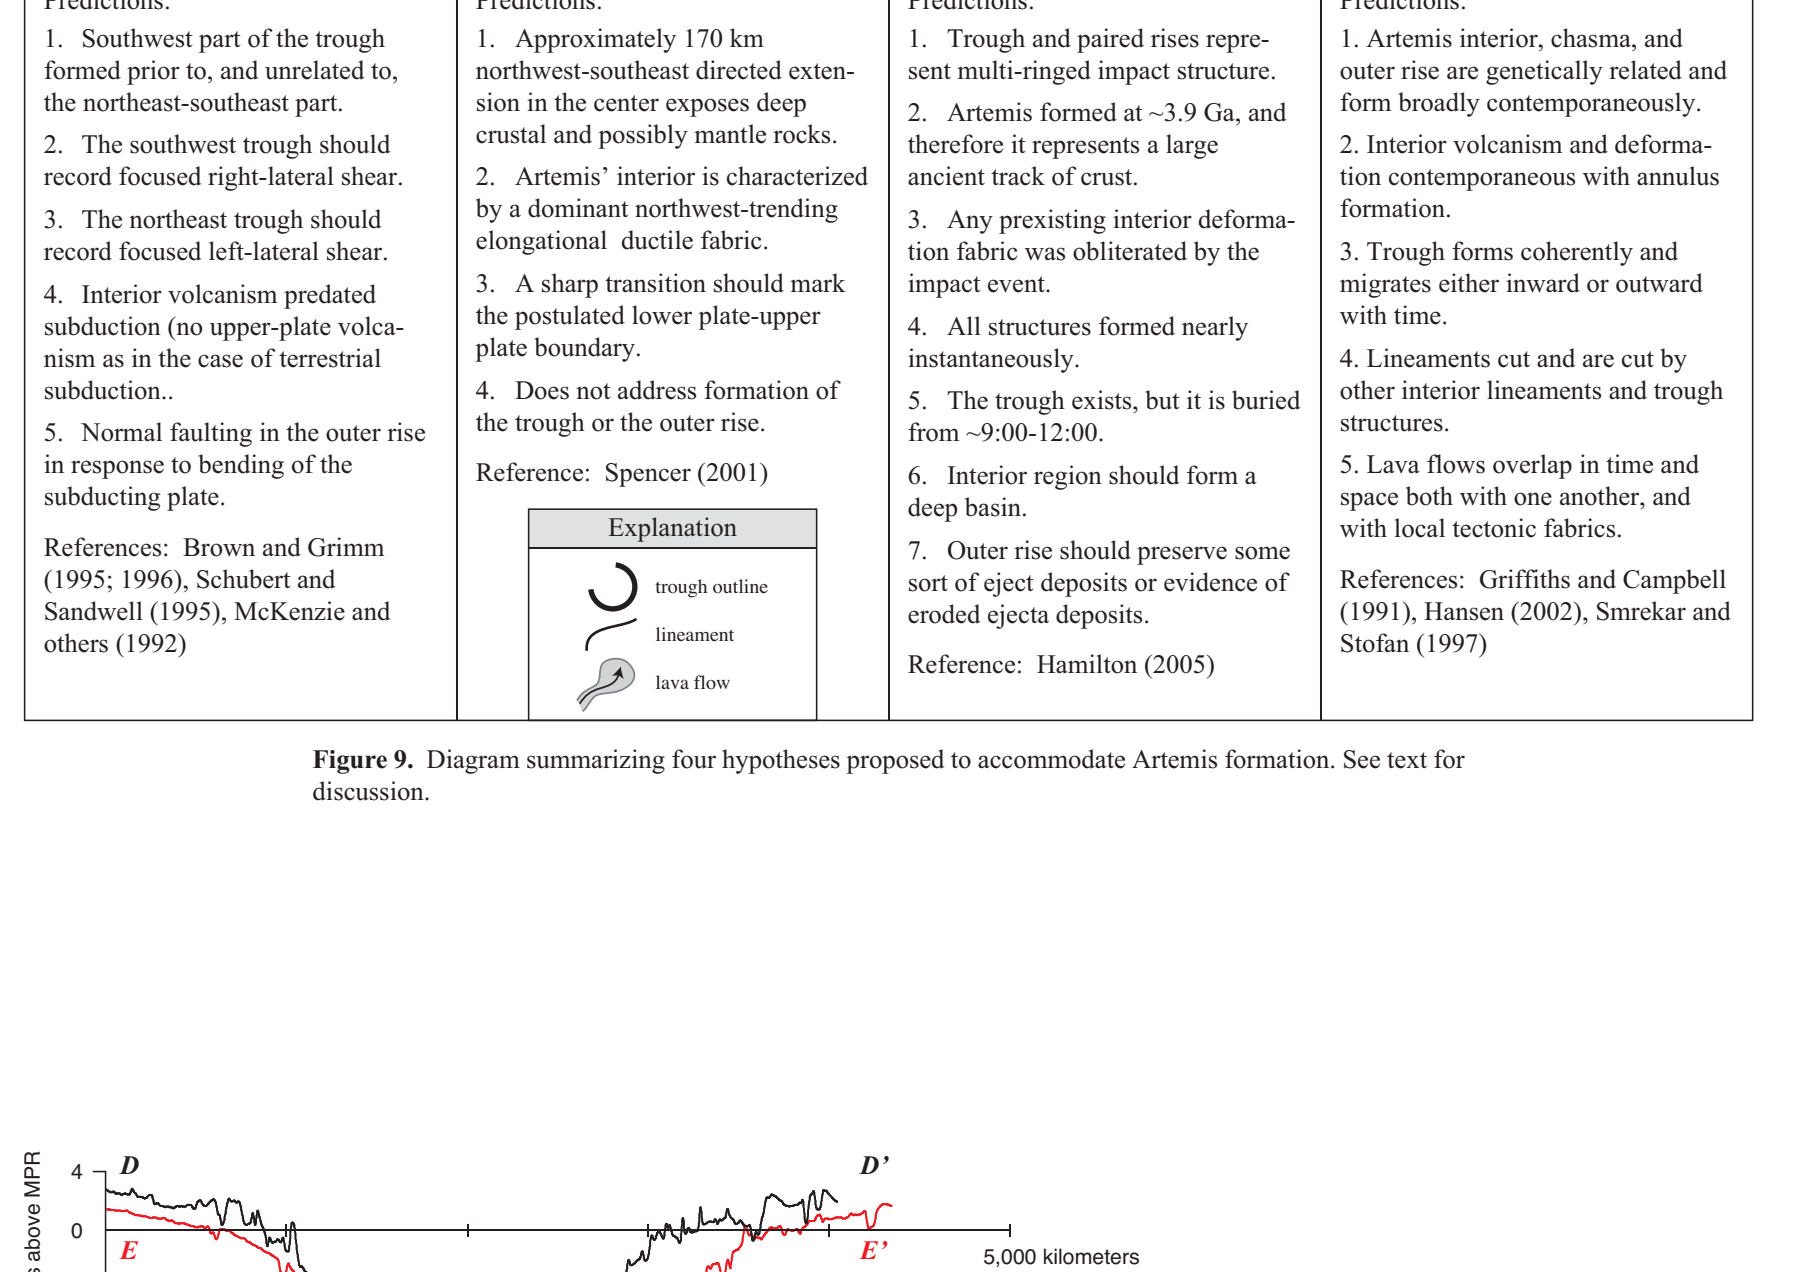 Predictions:
1. Southwest part of the trough
formed prior to, and unrelated to,
the northeast-southeast part.
2. The southwest trough should
record focused right-lateral shear.
3. The northeast trough should
record focused left-lateral shear.
4. Interior volcanism predated
subduction (no upper-plate volca-
nism as in the case of terrestrial
subduction..
5. Normal faulting in the outer rise
in response to bending of the
subducting plate.
References: Brown and Grimm
(1995; 1996), Schubert and
Sandwell (1995), McKenzie and
others (1992)
Predictions:
1. Approximately 170 km
northwest-southeast directed exten-
sion in the center exposes deep
crustal and possibly mantle rocks.
2. Artemis’ interior is characterized
by a dominant northwest-trending
elongational ductile fabric.
3. A sharp transition should mark
the postulated lower plate-upper
plate boundary.
4. Does not address formation of
the trough or the outer rise.
Reference: Spencer (2001)
Explanation
trough outline
lineament
lava flow
Predictions:
1. Trough and paired rises repre-
sent multi-ringed impact structure.
2. Artemis formed at ~3.9 Ga, and
therefore it represents a large
ancient track of crust.
3. Any prexisting interior deforma-
tion fabric was obliterated by the
impact event.
4. All structures formed nearly
instantaneously.
5. The trough exists, but it is buried
from ~9:00-12:00.
6. Interior region should form a
deep basin.
7. Outer rise should preserve some
sort of eject deposits or evidence of
eroded ejecta deposits.
Reference: Hamilton (2005)
Predictions:
1. Artemis interior, chasma, and
outer rise are genetically related and
form broadly contemporaneously.
2. Interior volcanism and deforma-
tion contemporaneous with annulus
formation.
3. Trough forms coherently and
migrates either inward or outward
with time.
4. Lineaments cut and are cut by
other interior lineaments and trough
structures.
5. Lava flows overlap in time and
space both with one another, and
with local tectonic fabrics.
References: Griffiths and Campbell
(1991), Hansen (2002), Smrekar and
Stofan (1997)
Figure 9. Diagram summarizing four hypotheses proposed to accommodate Artemis formation. See text for
discussion.
above MPR
4
D
D’
0
E
E’
5,000 kilometers